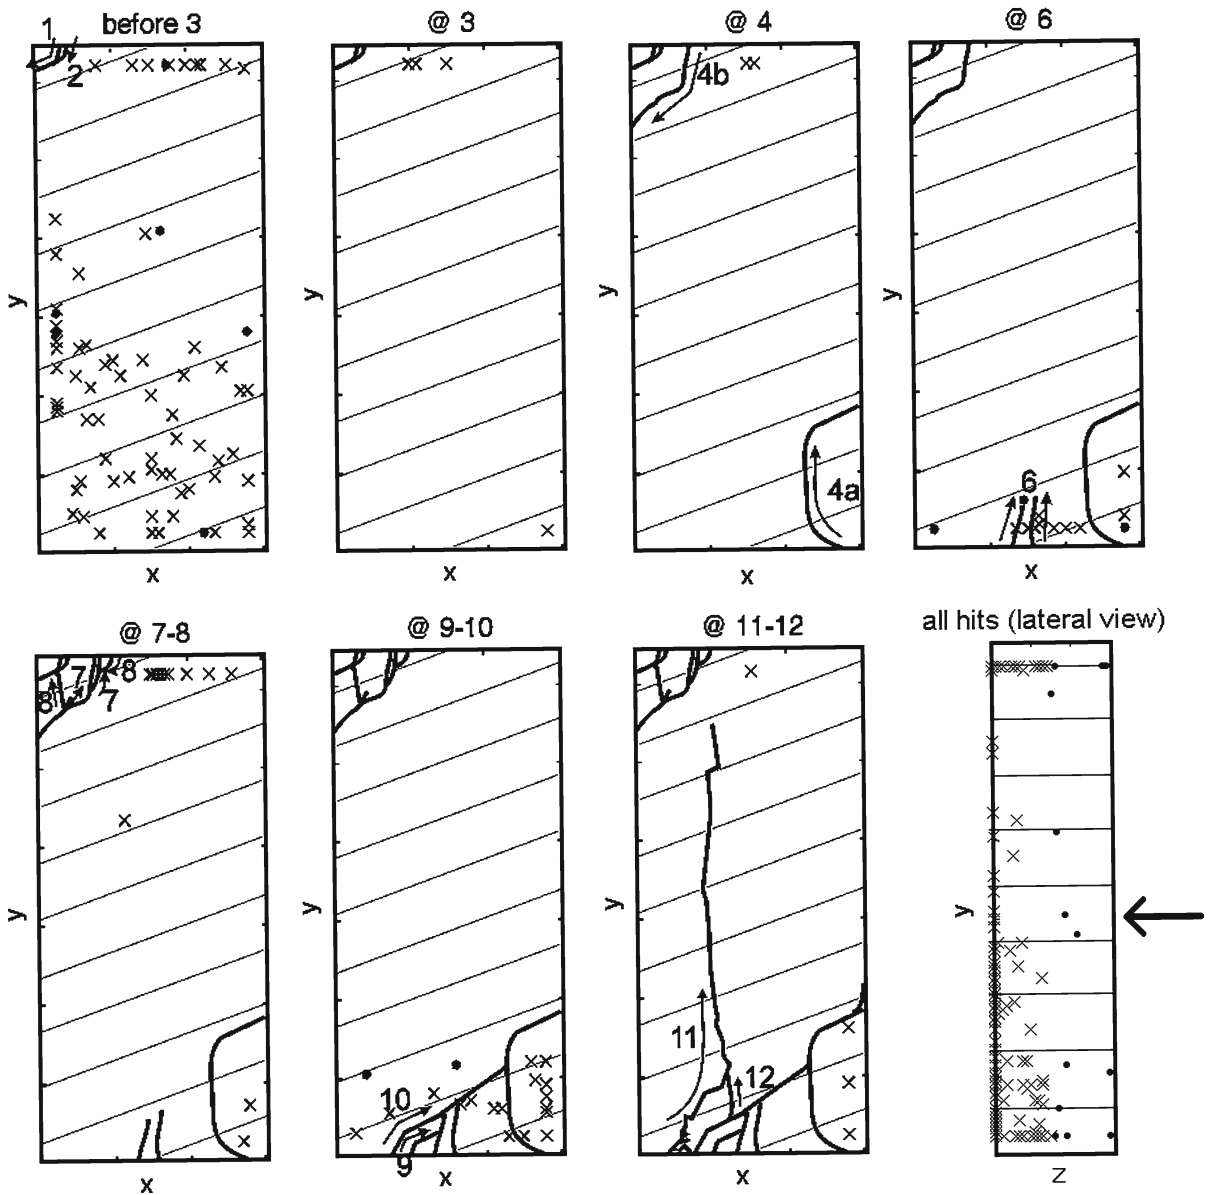 before 3
@ 3
@ 4
@ 6
1
2
4b
4a
6
y
y
y
y
x
x
x
x
@ 7-8
@ 9-10
@ 11-12
all hits (lateral view)
8
7
8
7
10
9
11
12
y
y
y
y
x
x
x
z